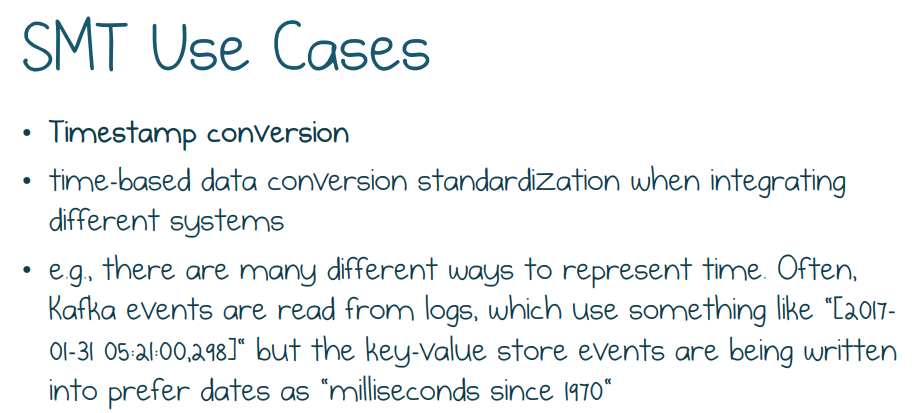 SMT Use Cases
• Timestamp conversion
• time-based data conversion standardization when integrating
different systems
• e.g., there are many different ways to represent time. Often,
Kafka events are read from logs, which use something like "[2017-
01-31 05:21:00,298]" but the key-value store events are being written
into prefer dates as "milliseconds since 1970"